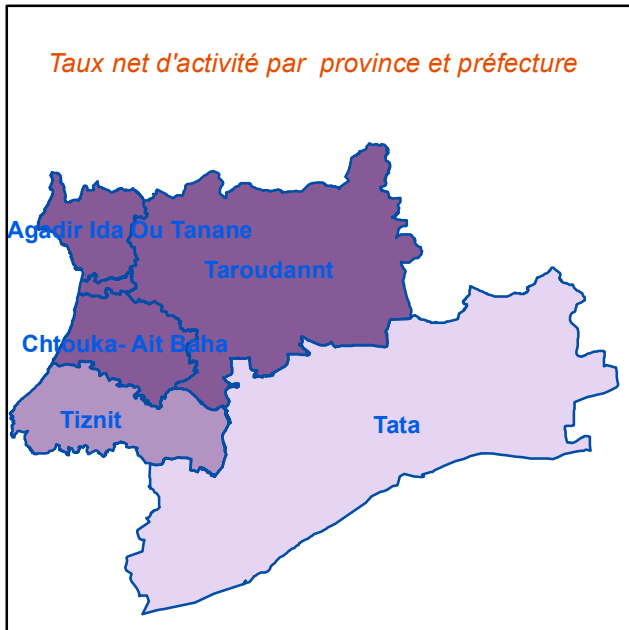 Taux net d'activité par province et préfecture
Agadir Ida Ou Tanane
Taroudannt
Chtouka- Ait Baha
Tiznit
Tata